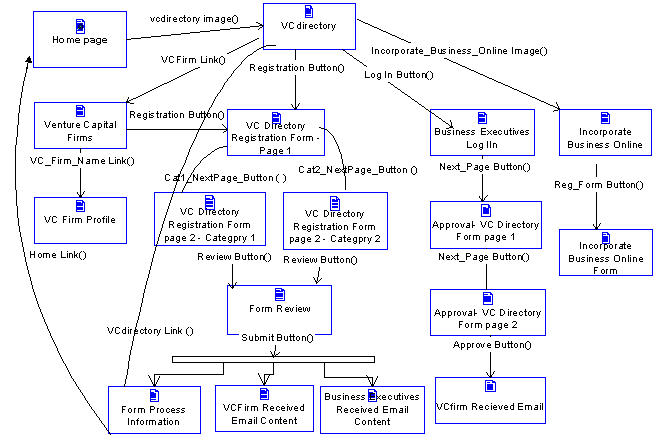 vcdirectory image()
Home page
VCdirectory
Incorporate_Business_Online Image()
VCFirm Link()
Registration Button()
Log In Button()
Registration Button()
Venture Capital
Firms
VC Directory
Registration Form -
Page 1
Business Executives
Log IIn
Incorporate
Business Online
VC_Firm_Name Link()
Cat1_NextPage_Button ( )
Cat2_NextPage_Button ()
Next_Page Button()
Reg_Form Button()
VC Firm Profile
VC Directory
Registration Form
page 2 - Categpry 1
VC Directory
Registration Form
page 2 - Categpry 2
Approval- VC Directory
Form page 1
Incorporate
Business Online
Form
Home Link()
Review Button()
Review Button()
Next_Page Button()
Form Review
Approval- VC Directory
Form page 2
VCdirectory Link ()
Submit Button()
Approve Button()
Form Process
Information
VCFirm Received
Email Content
Business Executives
Received Email
Content
VCfirm Recieved Email